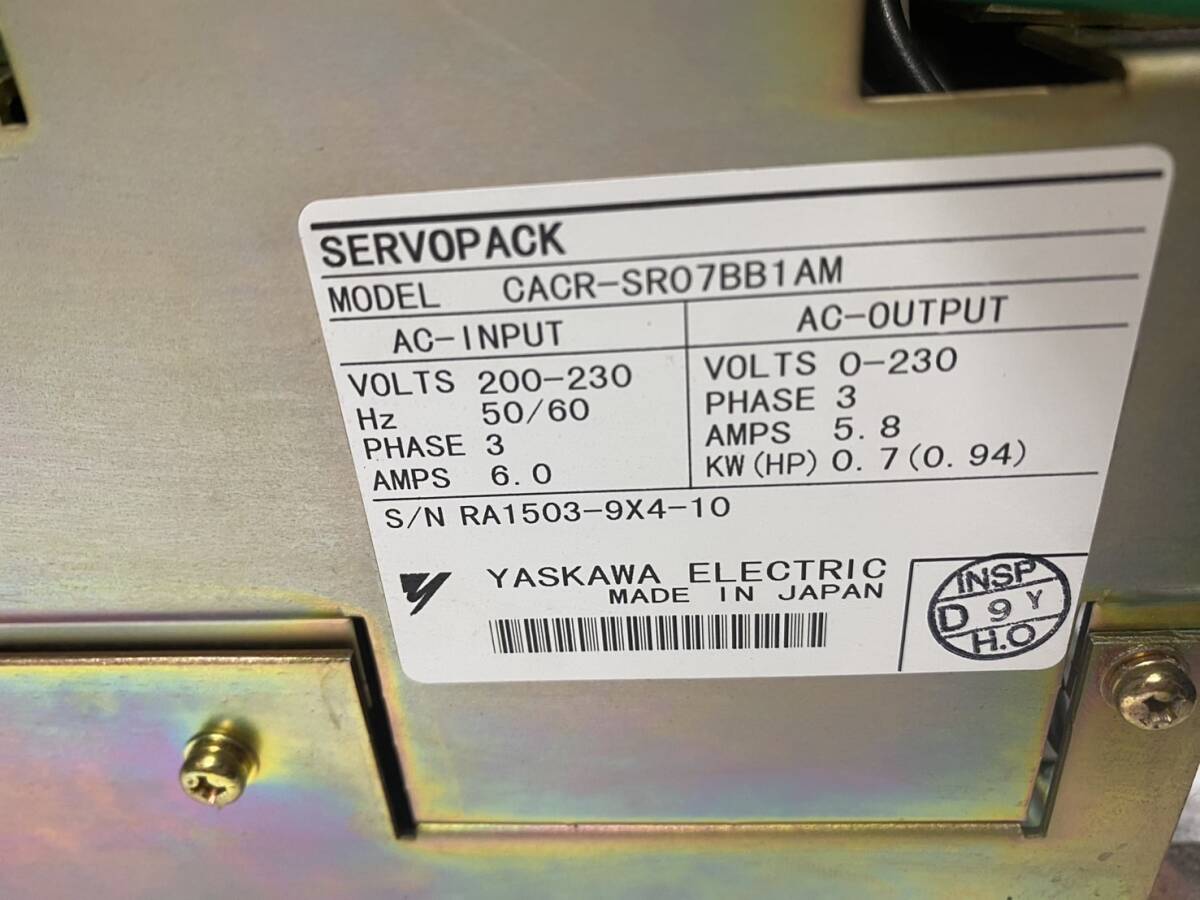 SERVOPACK
MODEL CACR-SR07BB1AM
AC-INPUT AC-OUTPUT
VOLTS 200-230 VOLTS 0-230
Hz 50/60 PHASE 3
PHASE 3 AMPS 5.8
AMPS 6.0 KW(HP) 0.7(0.94)
S/N RA1503-9X4-10
YASKAWA ELECTRIC
MADE IN JAPAN
INSP
D 9 Y
H.O